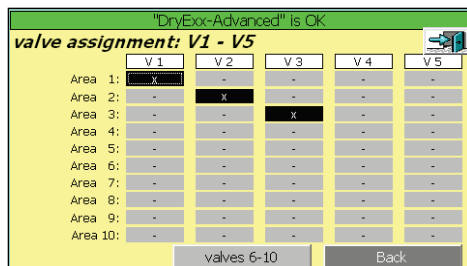 "DryExx-Advanced" is OK
valve assignment: V1 - V5
V 1 V 2 V 3 V 4 V 5
Area 1: x - - - -
Area 2: - x - - -
Area 3: - - x - -
Area 4: - - - - -
Area 5: - - - - -
Area 6: - - - - -
Area 7: - - - - -
Area 8: - - - - -
Area 9: - - - - -
Area 10: - - - - -
valves 6-10 Back